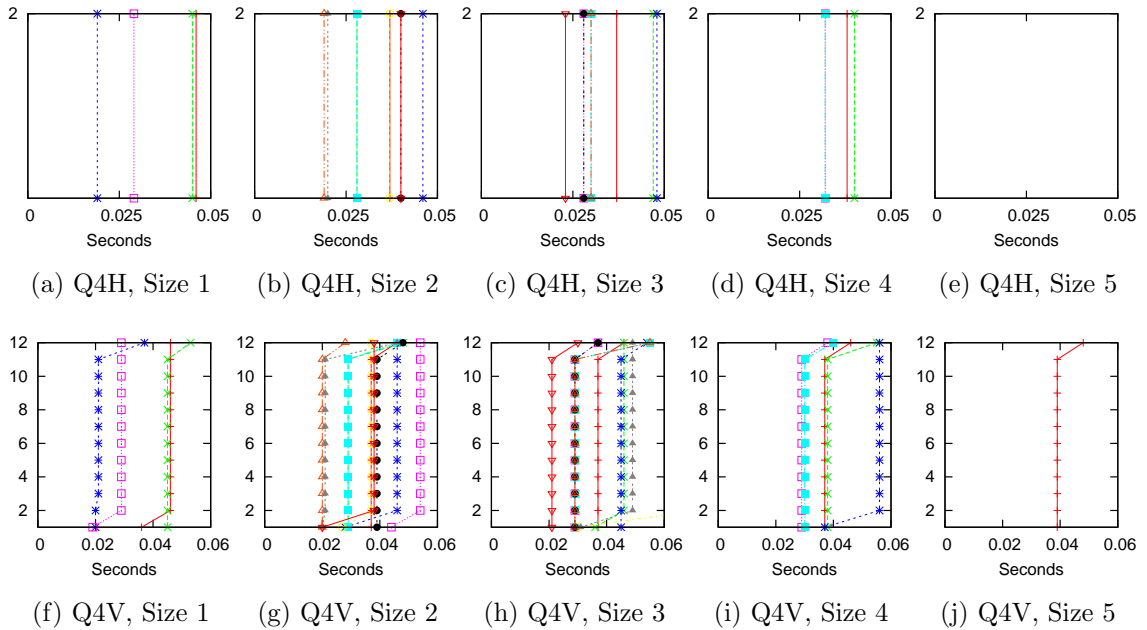 2 2 2 2 2
0 0.025 0.05 0 0.025 0.05 0 0.025 0.05 0 0.025 0.05 0 0.025 0.05
Seconds Seconds Seconds Seconds Seconds
(a) Q4H, Size 1 (b) Q4H, Size 2 (c) Q4H, Size 3 (d) Q4H, Size 4 (e) Q4H, Size 5
12 12 12 12 12
10 10 10 10 10
8 8 8 8 8
6 6 6 6 6
4 4 4 4 4
2 2 2 2 2
0 0.02 0.04 0.06 0 0.02 0.04 0.06 0 0.02 0.04 0.06 0 0.02 0.04 0.06 0 0.02 0.04 0.06
Seconds Seconds Seconds Seconds Seconds
(f) Q4V, Size 1 (g) Q4V, Size 2 (h) Q4V, Size 3 (i) Q4V, Size 4 (j) Q4V, Size 5